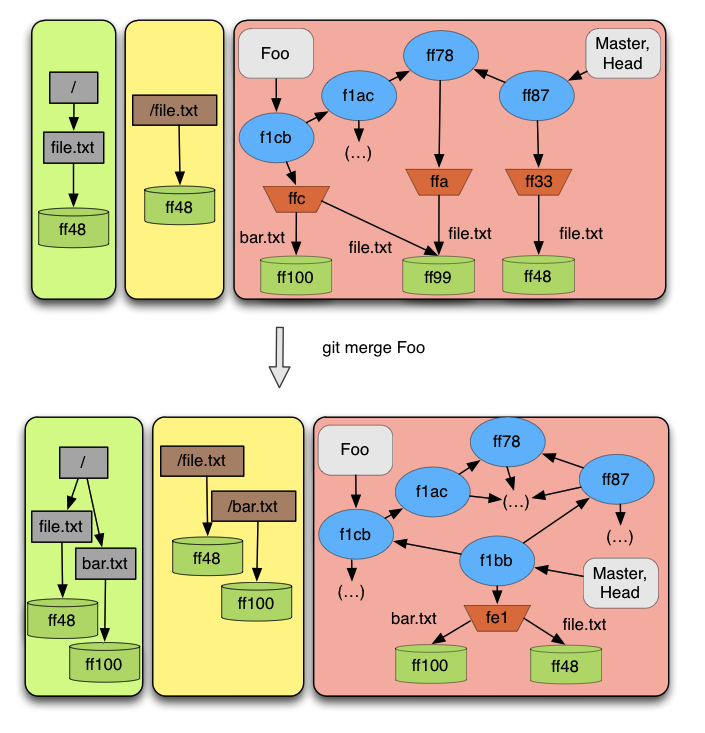 /
file.txt
ff48
/file.txt
ff48
Foo
ff78
Master,
Head
f1ac
ff87
f1cb
(...)
ffc
ffa
ff33
bar.txt
file.txt
file.txt
file.txt
ff100
ff99
ff48
git merge Foo
/
file.txt
bar.txt
ff48
ff100
/file.txt
/bar.txt
ff48
ff100
Foo
ff78
f1ac
ff87
(...)
f1cb
(...)
f1bb
(...)
Master,
Head
bar.txt
fe1
file.txt
ff100
ff48